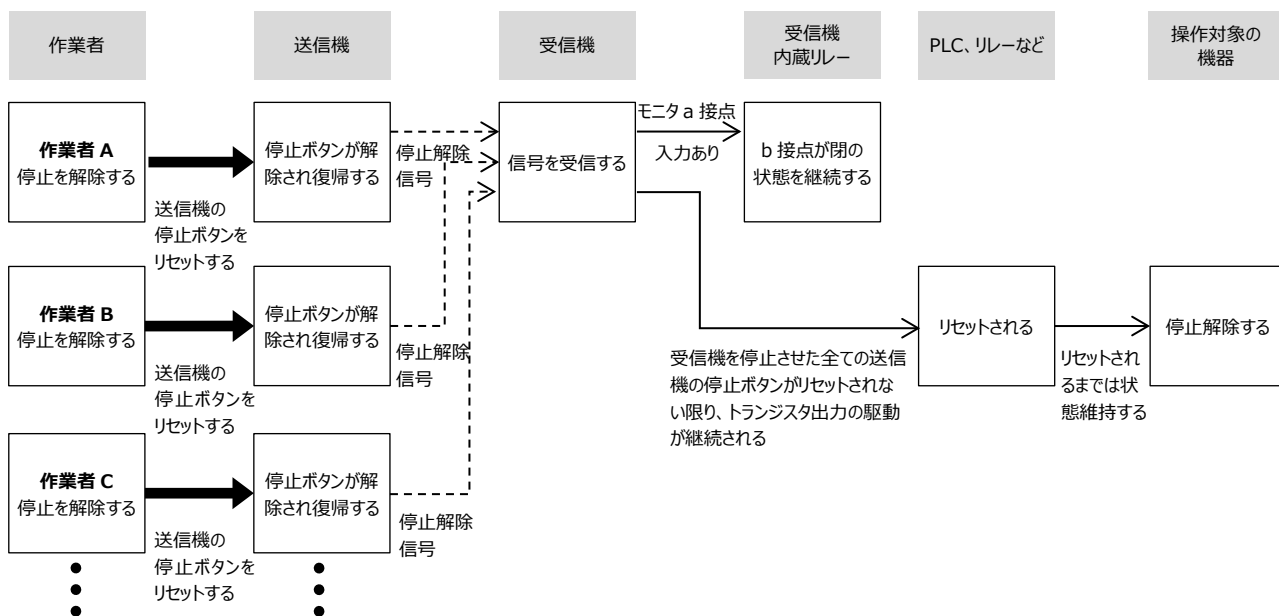 作業者
送信機
受信機
受信機
内蔵リレー
PLC、リレーなど
操作対象の
機器
作業者 A
停止を解除する
送信機の
停止ボタンを
リセットする
停止ボタンが解
除され復帰する
停止解除
信号
信号を受信する
モニタ a 接点
入力あり
b 接点が閉の
状態を継続する
作業者 B
停止を解除する
送信機の
停止ボタンを
リセットする
停止ボタンが解
除され復帰する
停止解除
信号
受信機を停止させた全ての送信
機の停止ボタンがリセットされな
い限り、トランジスタ出力の駆動
が継続される
リセットされる
リセットされ
るまでは状
態維持する
停止解除する
作業者 C
停止を解除する
送信機の
停止ボタンを
リセットする
停止ボタンが解
除され復帰する
停止解除
信号